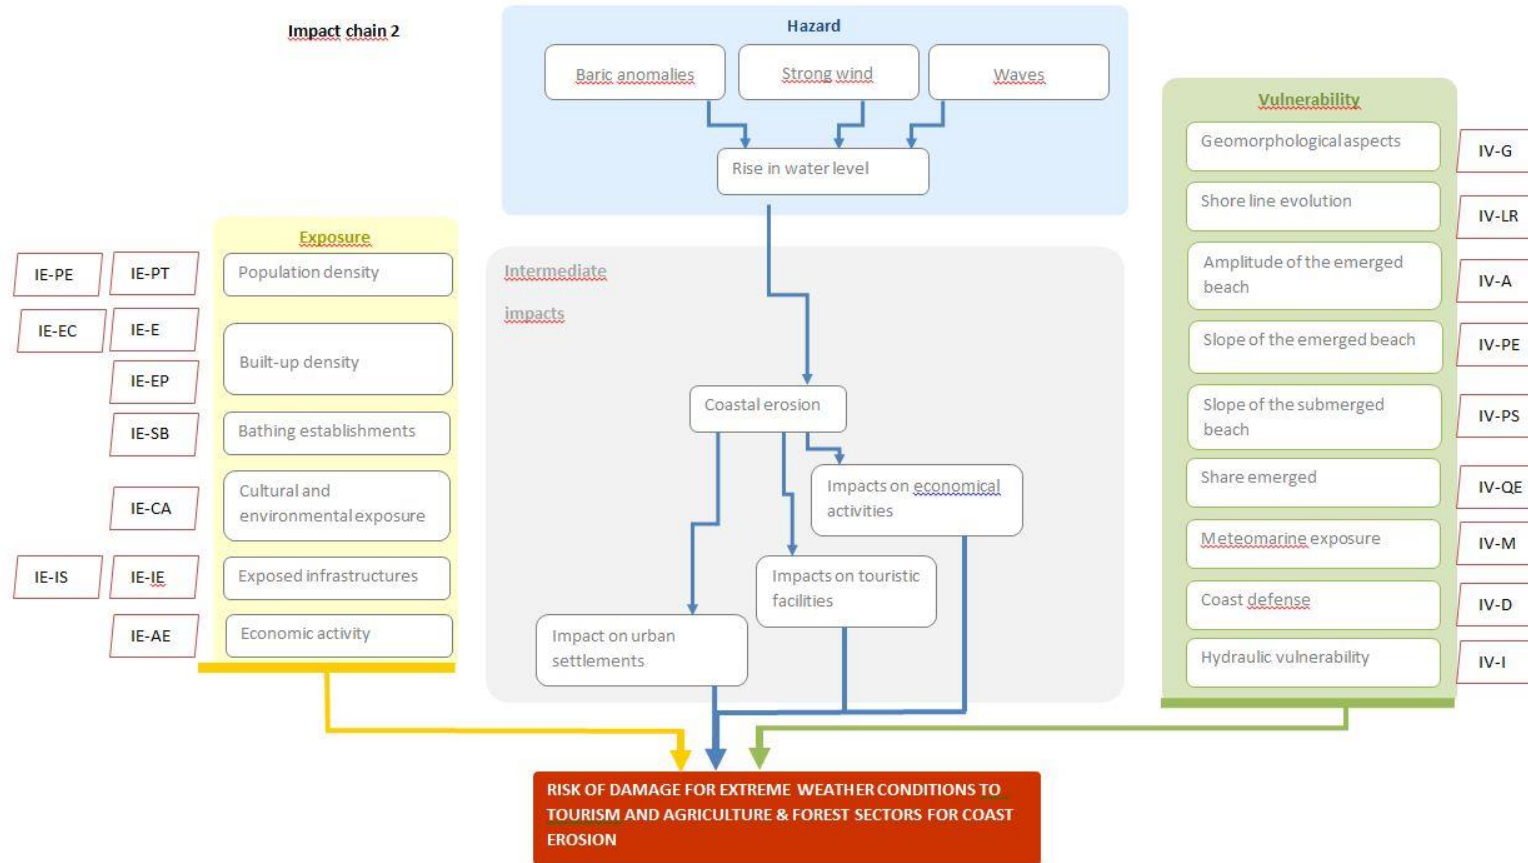 Impact chain 2
Hazard
Baric anomalies
Strong wind
Waves
Rise in water level
Vulnerability
Geomorphological aspects
IV-G
Shore line evolution
IV-LR
Amplitude of the emerged
beach
IV-A
Slope of the emerged beach
IV-PE
Slope of the submerged
beach
IV-PS
Share emerged
IV-QE
Meteomarine exposure
IV-M
Coast defense
IV-D
Hydraulic vulnerability
IV-I
Exposure
IE-PE
IE-PT
Population density
IE-EC
IE-E
Built-up density
IE-EP
IE-SB
Bathing establishments
IE-CA
Cultural and
environmental exposure
IE-IS
IE-IE
Exposed infrastructures
IE-AE
Economic activity
Intermediate
impacts
Coastal erosion
Impacts on economical
activities
Impacts on touristic
facilities
Impact on urban
settlements
RISK OF DAMAGE FOR EXTREME WEATHER CONDITIONS TO
TOURISM AND AGRICULTURE & FOREST SECTORS FOR COAST
EROSION